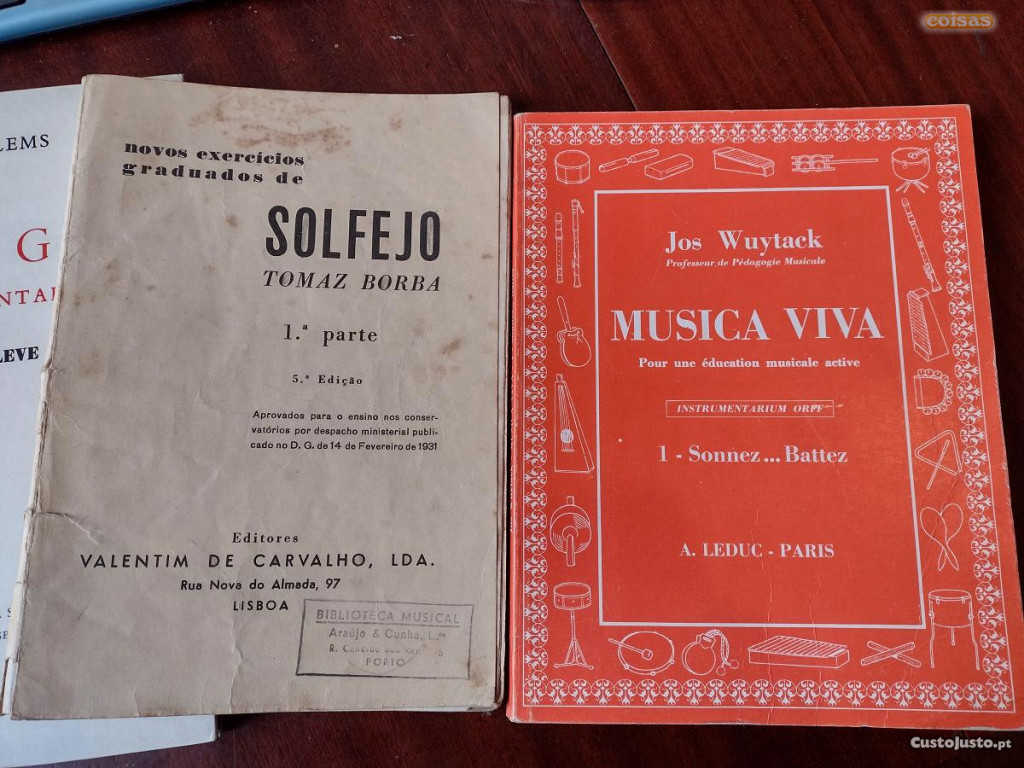 coisas
LEMS
G
NTA
LEVE
novos exercicios
graduados de
SOLFEJO
TOMAZ BORBA
1.ª parte
5.ª Edição
Aprovados para o ensino nos conser-
vatórios por despacho ministerial publi-
cado no D. G. de 14 de Fevereiro de 1931
Editores
VALENTIM DE CARVALHO, LDA.
Rua Nova do Almada, 97
LISBOA
BIBLIOTECA MUSICAL
Araújo & Cunha, L.da
PORTO
Jos Wuytack
Professeur de Pédagogie Musicale
MUSICA VIVA
Pour une éducation musicale active
INSTRUMENTARIUM ORFF
1 - Sonnez... Battez
A. LEDUC - PARIS
CustoJusto.pt